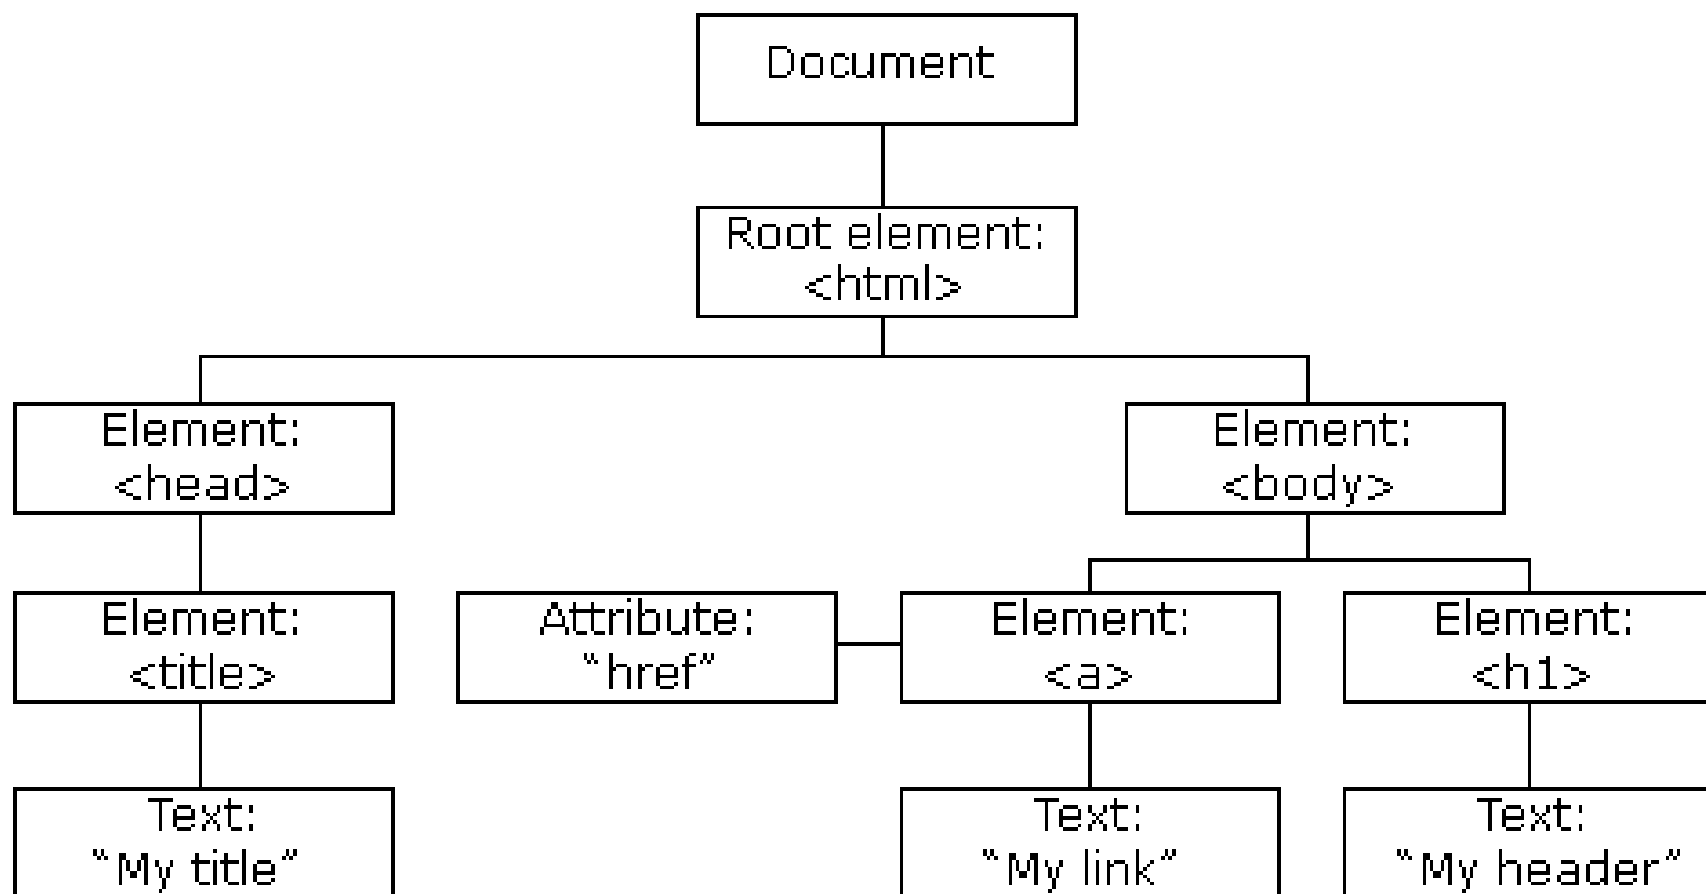 Document
Root element:
<html>
Element:
<head>
Element:
<body>
Element:
<title>
Attribute:
“href”
Element:
<a>
Element:
<h1>
Text:
“My title”
Text:
“My link”
Text:
“My header”